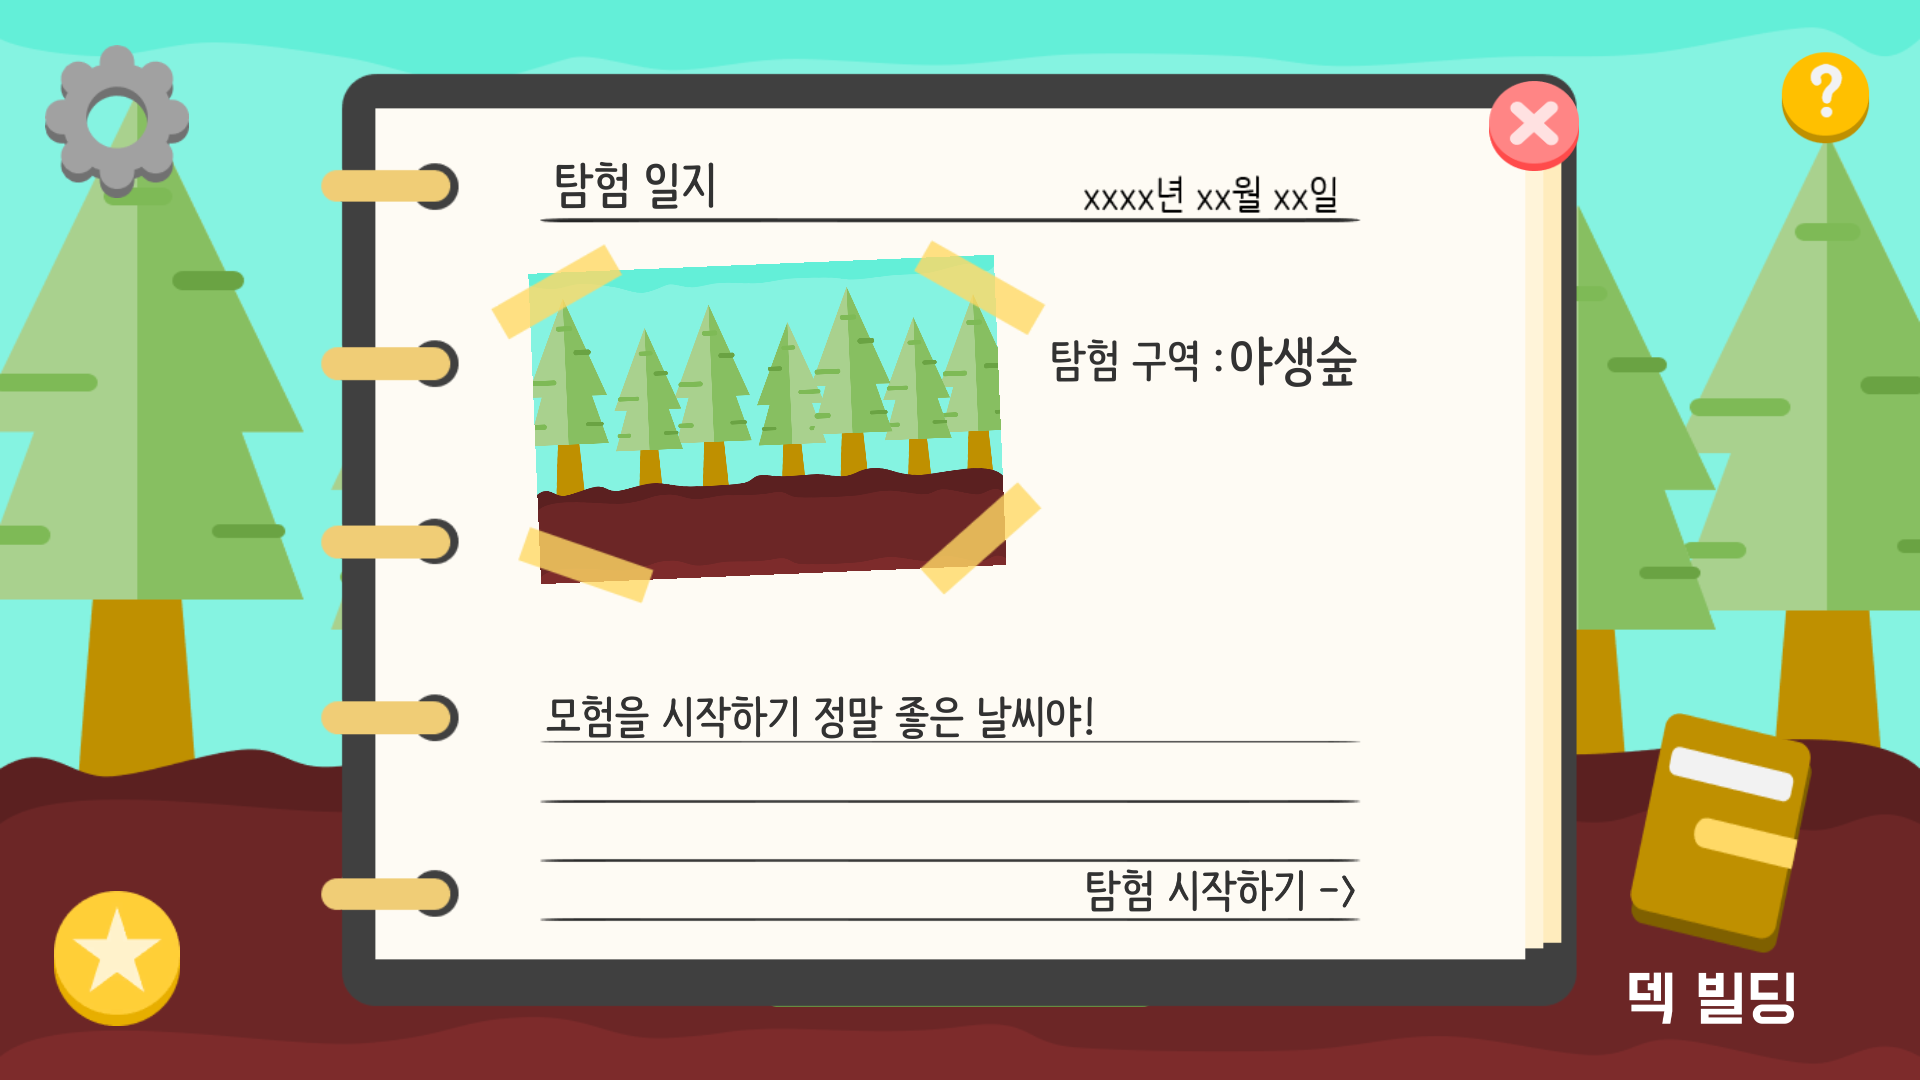 ?
탐험 일지
xxxx년 xx월 xx일
탐험 구역 : 야생숲
모험을 시작하기 정말 좋은 날씨야!
탐험 시작하기 ->
덱 빌딩